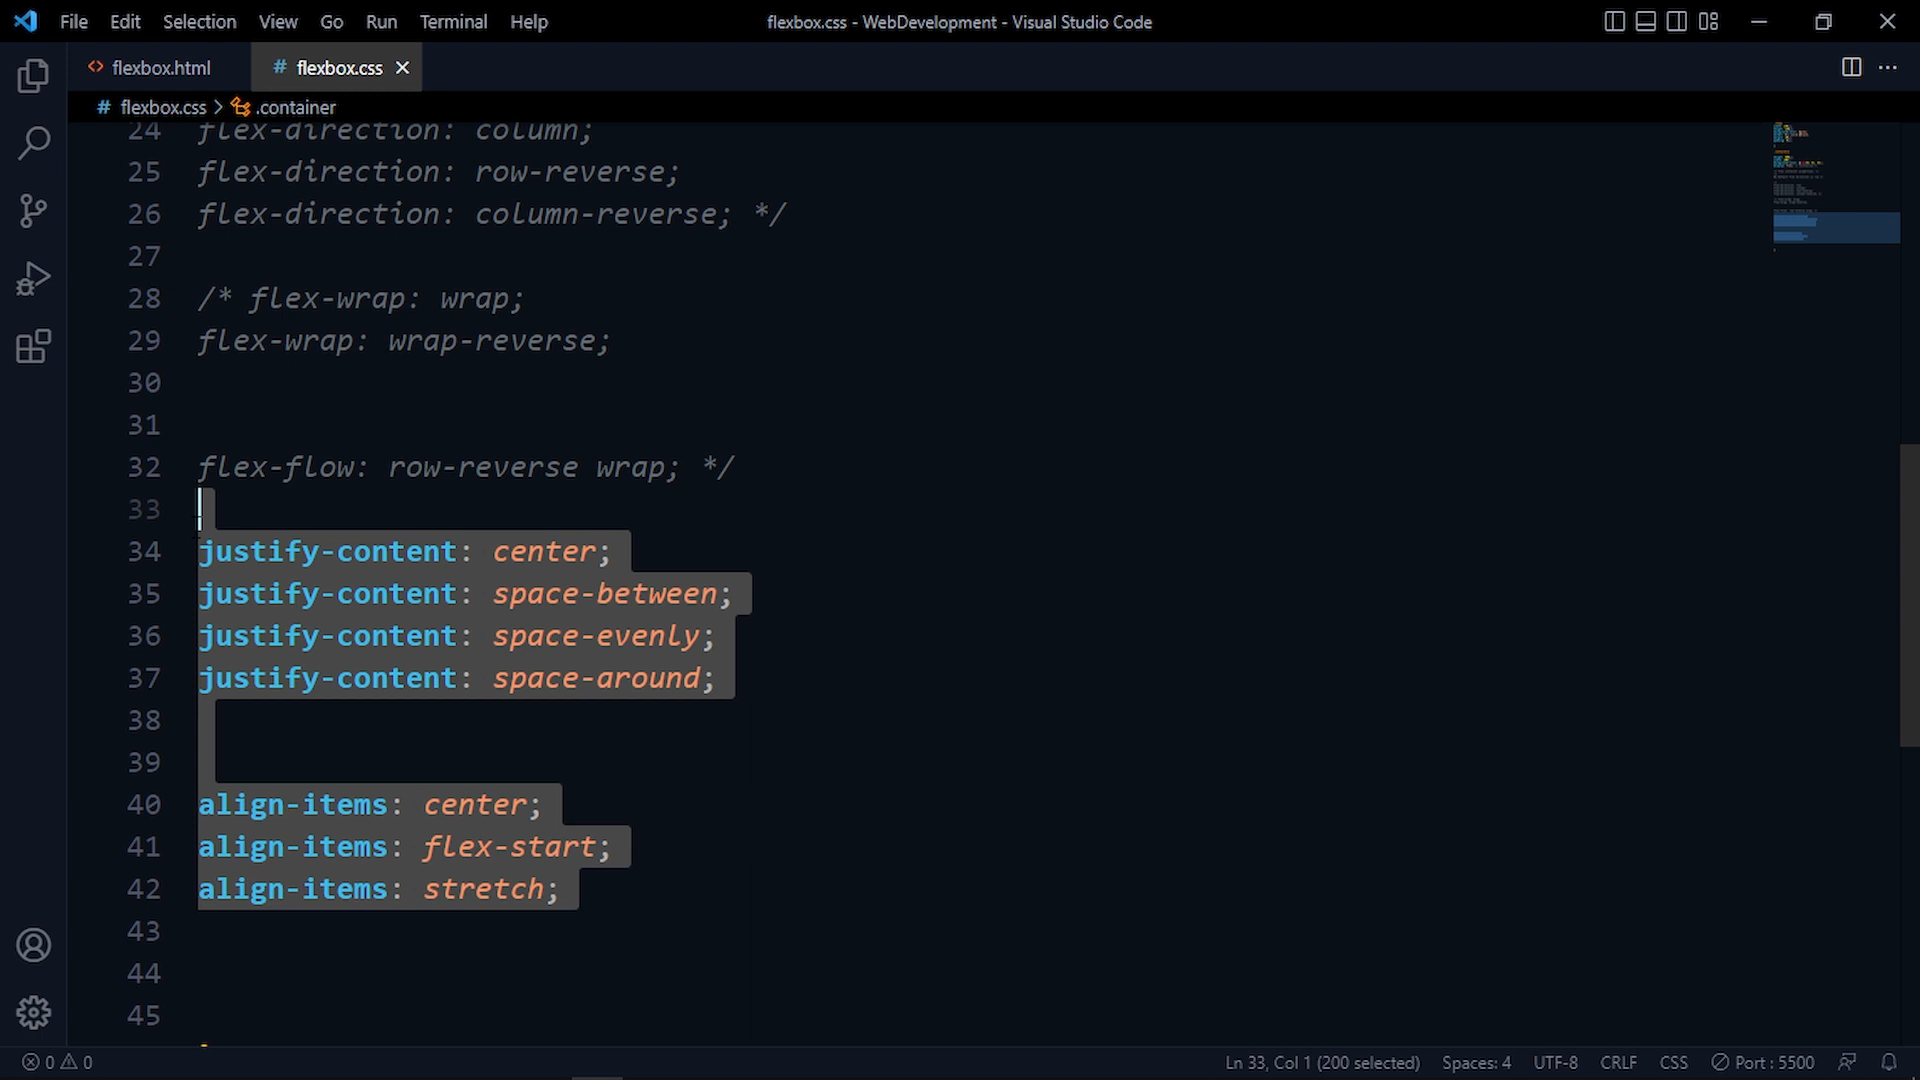 File Edit Selection View Go Run Terminal Help flexbox.css - WebDevelopment - Visual Studio Code
flexbox.html flexbox.css
# flexbox.css > .container
24 flex-direction: column;
25 flex-direction: row-reverse;
26 flex-direction: column-reverse; */
27
28 /* flex-wrap: wrap;
29 flex-wrap: wrap-reverse;
30
31
32 flex-flow: row-reverse wrap; */
33
34 justify-content: center;
35 justify-content: space-between;
36 justify-content: space-evenly;
37 justify-content: space-around;
38
39
40 align-items: center;
41 align-items: flex-start;
42 align-items: stretch;
43
44
45
0 0 Ln 33, Col 1 (200 selected) Spaces: 4 UTF-8 CRLF CSS Port : 5500